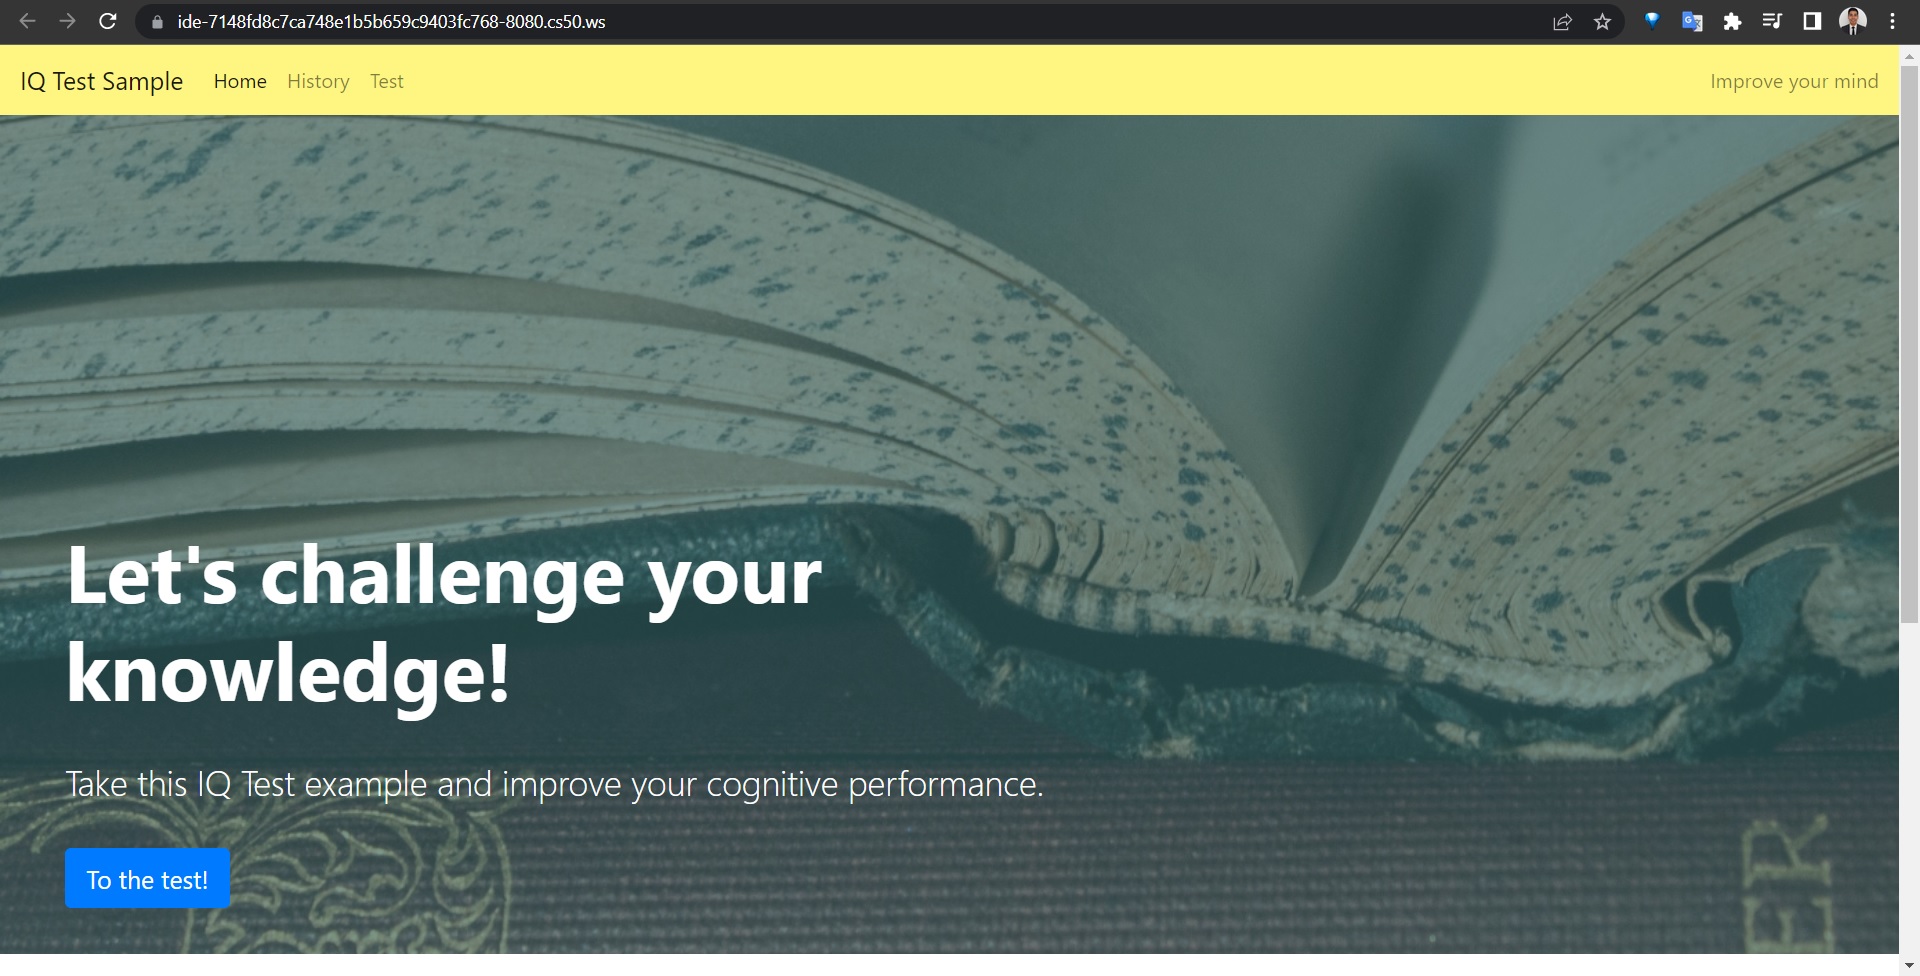 ide-7148fd8c7ca748e1b5b659c9403fc768-8080.cs50.ws
IQ Test Sample Home History Test Improve your mind
Let's challenge your
knowledge!
Take this IQ Test example and improve your cognitive performance.
To the test!
ER